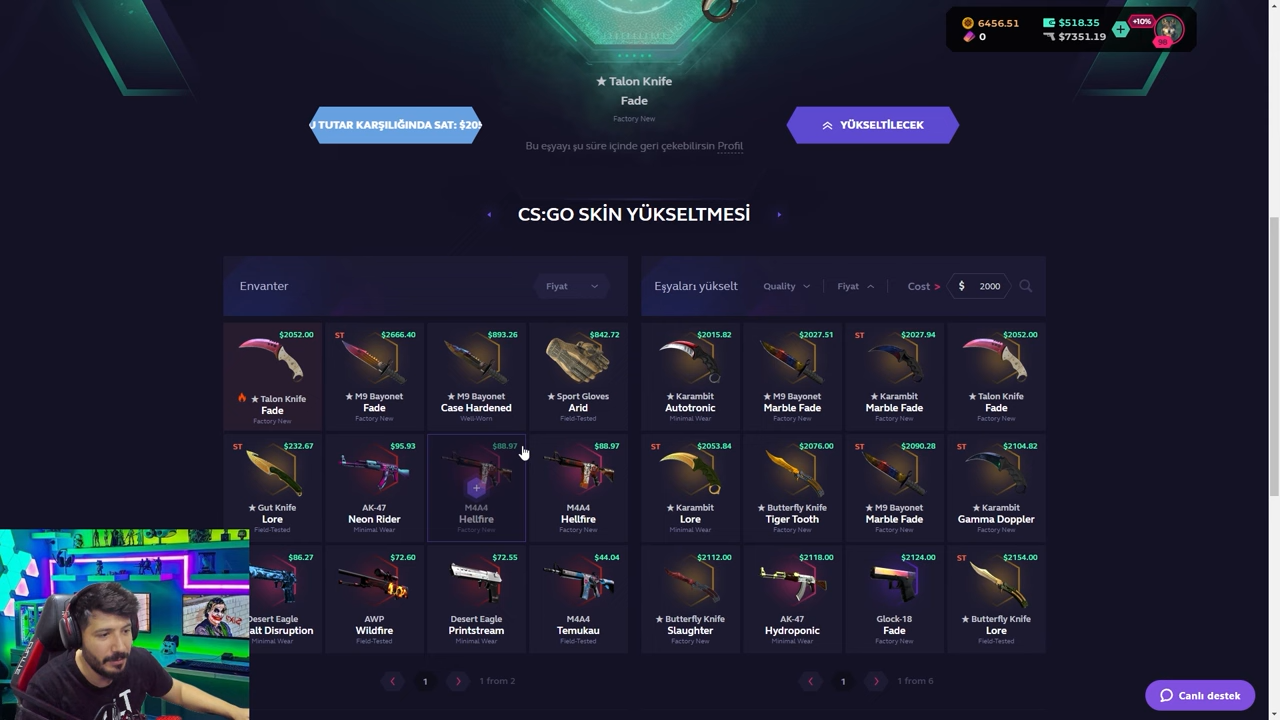 6456.51
0
$518.35
$7351.19
+10%
98
★ Talon Knife
Fade
Factory New
TUTAR KARŞILIĞINDA SAT:
YÜKSELTİLECEK
Bu eşyayı şu süre içinde geri çekebilirsin Profil
CS:GO SKİN YÜKSELTMESİ
Envanter
Fiyat
Eşyaları yükselt
Quality
Fiyat
Cost >
$ 2000
$2052.00
★ Talon Knife
Fade
Factory New
ST $2666.40
★ M9 Bayonet
Fade
Factory New
$893.26
★ M9 Bayonet
Case Hardened
Well-Worn
$842.72
★ Sport Gloves
Arid
Field-Tested
$2015.82
★ Karambit
Autotronic
Minimal Wear
$2027.51
★ M9 Bayonet
Marble Fade
Factory New
ST $2027.94
★ Karambit
Marble Fade
Factory New
$2052.00
★ Talon Knife
Fade
Factory New
ST $232.67
★ Gut Knife
Lore
Field-Tested
$95.93
AK-47
Neon Rider
Minimal Wear
$88.97
M4A4
Hellfire
Factory New
$88.97
M4A4
Hellfire
Factory New
ST $2053.84
★ Karambit
Lore
Minimal Wear
$2076.00
★ Butterfly Knife
Tiger Tooth
Factory New
ST $2090.28
★ M9 Bayonet
Marble Fade
Factory New
$2104.82
★ Karambit
Gamma Doppler
Factory New
$86.27
Desert Eagle
alt Disruption
Minimal Wear
$72.60
AWP
Wildfire
Field-Tested
$72.55
Desert Eagle
Printstream
Minimal Wear
$44.04
M4A4
Temukau
Field-Tested
$2112.00
★ Butterfly Knife
Slaughter
Factory New
$2118.00
AK-47
Hydroponic
Minimal Wear
$2124.00
Glock-18
Fade
Factory New
ST $2154.00
★ Butterfly Knife
Lore
Field-Tested
1
1 from 2
1
1 from 6
Canlı destek